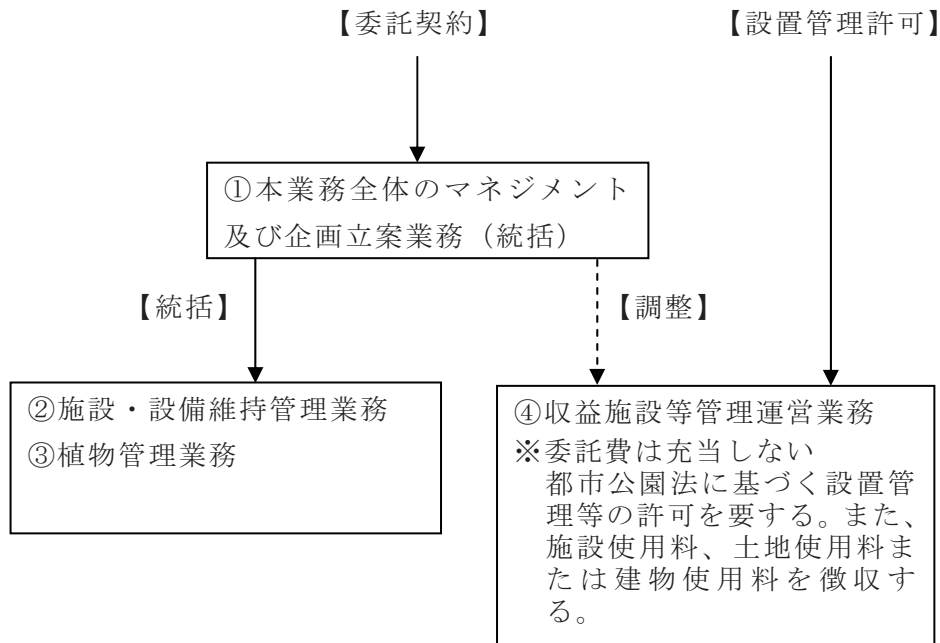 【委託契約】
【設置管理許可】
①本業務全体のマネジメント
及び企画立案業務（統括）
【統括】
【調整】
②施設・設備維持管理業務
③植物管理業務
④収益施設等管理運営業務
※委託費は充当しない
都市公園法に基づく設置管
理等の許可を要する。また、
施設使用料、土地使用料ま
たは建物使用料を徴収す
る。